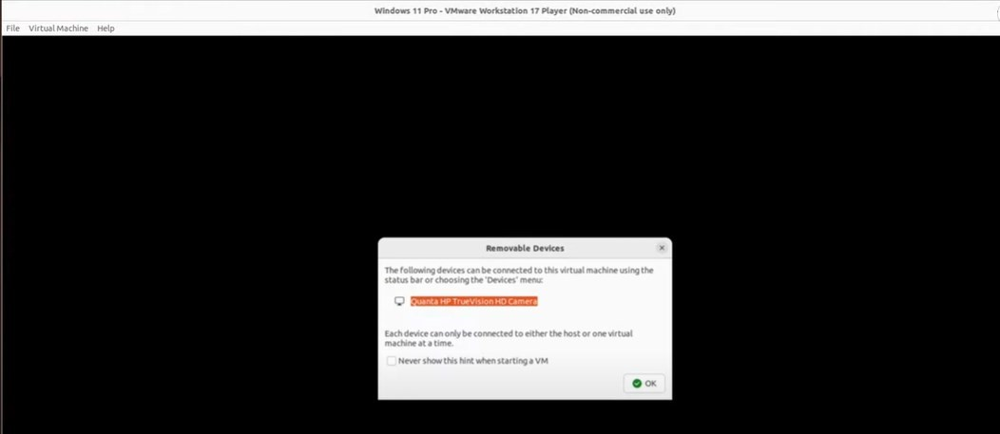 Windows 11 Pro - VMware Workstation 17 Player (Non-commercial use only)
File Virtual Machine Help
Removable Devices
The following devices can be connected to this virtual machine using the
status bar or choosing the 'Devices' menu:
Quanta HP TrueVision HD Camera
Each device can only be connected to either the host or one virtual
machine at a time.
Never show this hint when starting a VM
OK